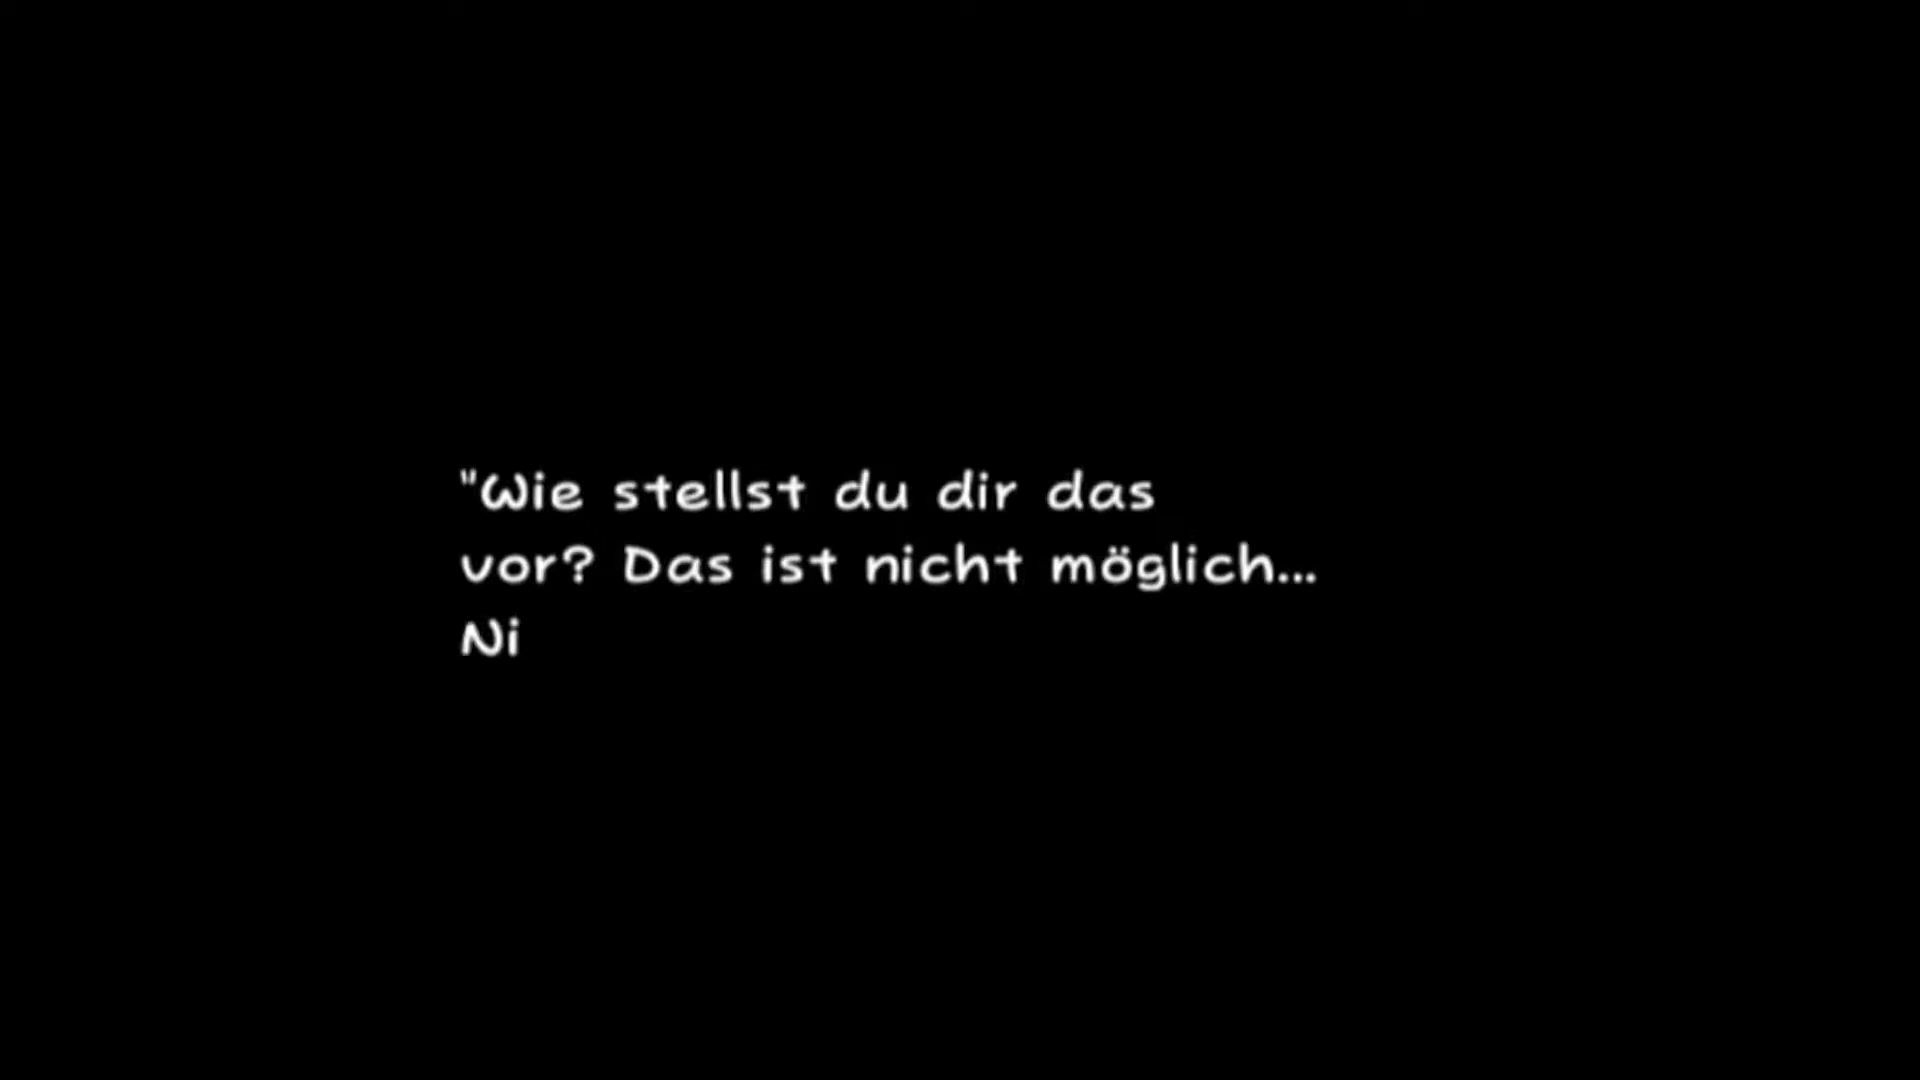 "Wie stellst du dir das
vor? Das ist nicht möglich...
Ni